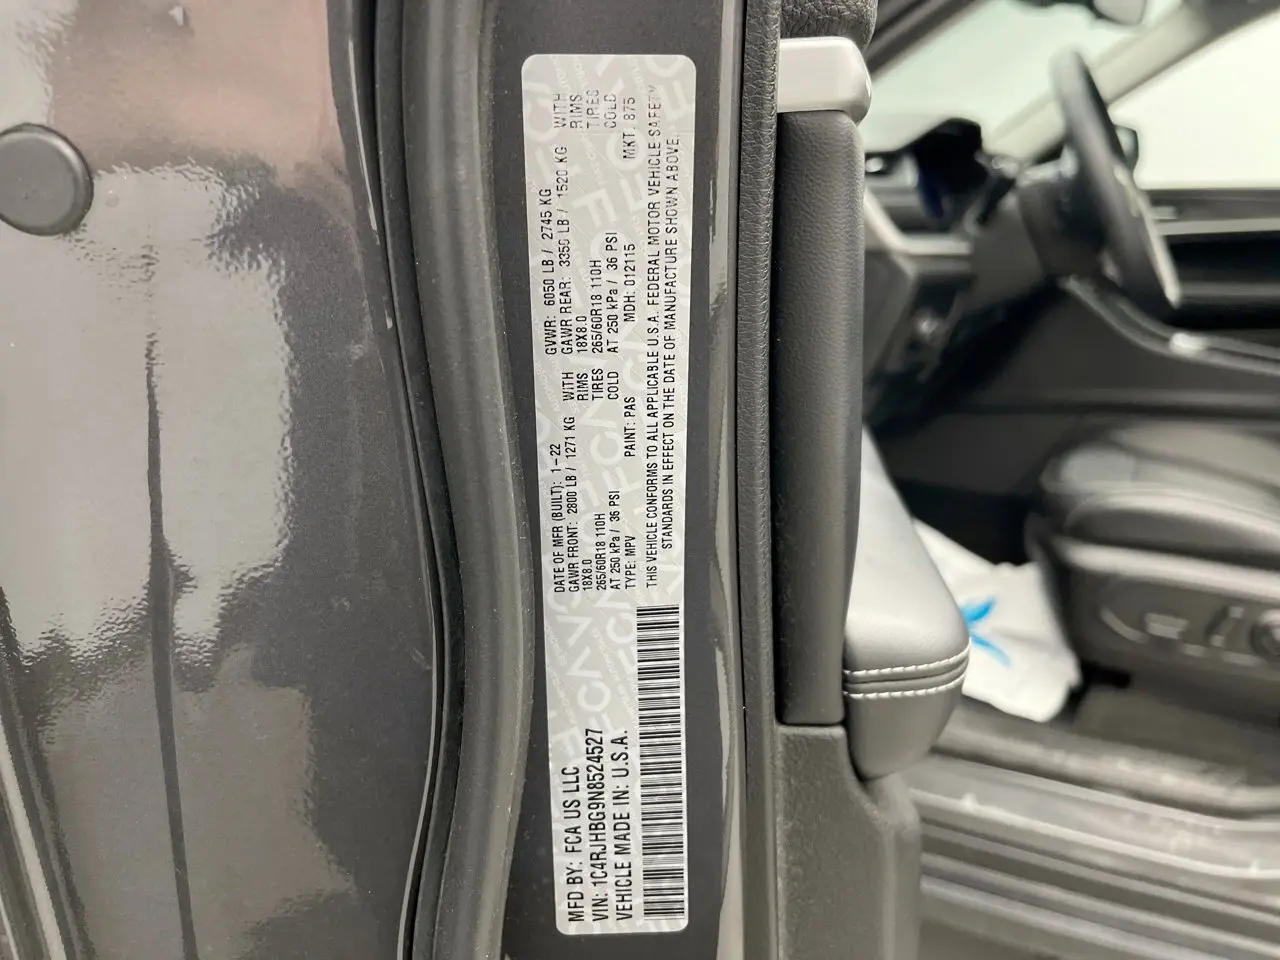 MFD BY: FCA US LLC
VIN: 1C4RJHBG9N8524527
VEHICLE MADE IN: U.S.A.
DATE OF MFR (BUILT): 1-22 GVWR: 6050 LB / 2745 KG
GAWR FRONT: 2800 LB / 1271 KG WITH GAWR REAR: 3350 LB / 1520 KG WITH
18X8.0 RIMS 18X8.0 RIMS
265/60R18 110H TIRES 265/60R18 110H TIRES
AT 250 kPa / 36 PSI COLD AT 250 kPa / 36 PSI COLD
TYPE: MPV PAINT: PAS MDH: 012115 MKT: 875
THIS VEHICLE CONFORMS TO ALL APPLICABLE U.S.A. FEDERAL MOTOR VEHICLE SAFETY
STANDARDS IN EFFECT ON THE DATE OF MANUFACTURE SHOWN ABOVE.